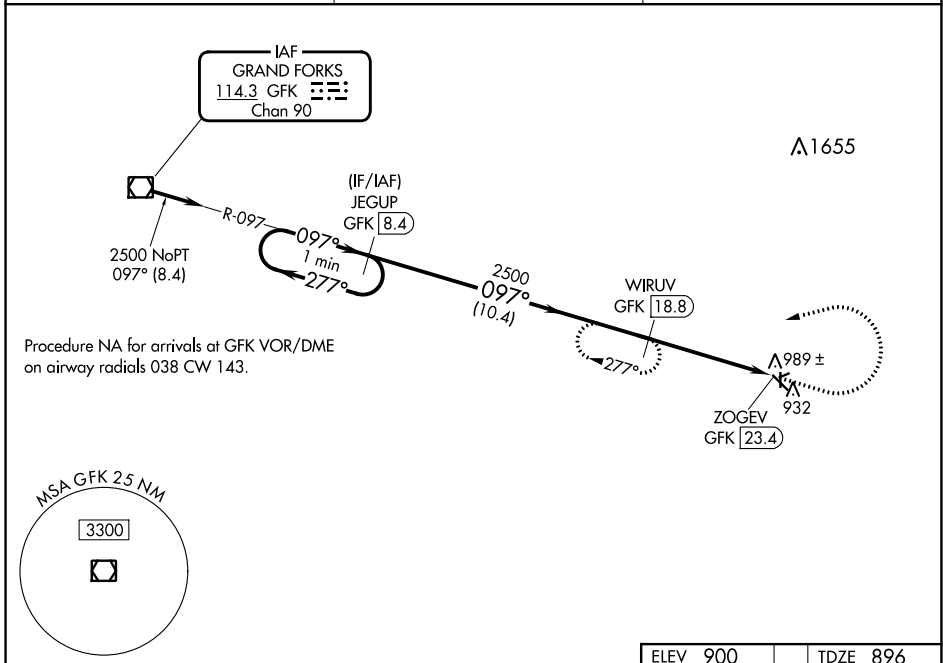 IAF
GRAND FORKS
114.3 GFK
Chan 90
1655
(IF/IAF)
JEGUP
GFK 8.4
R-097
097°
1 min
277°
2500 NoPT
097° (8.4)
2500
097°
(10.4)
WIRUV
GFK 18.8
277°
Procedure NA for arrivals at GFK VOR/DME
on airway radials 038 CW 143.
989 ±
932
ZOGEV
GFK 23.4
MSA GFK 25 NM
3300
ELEV 900
TDZE 896